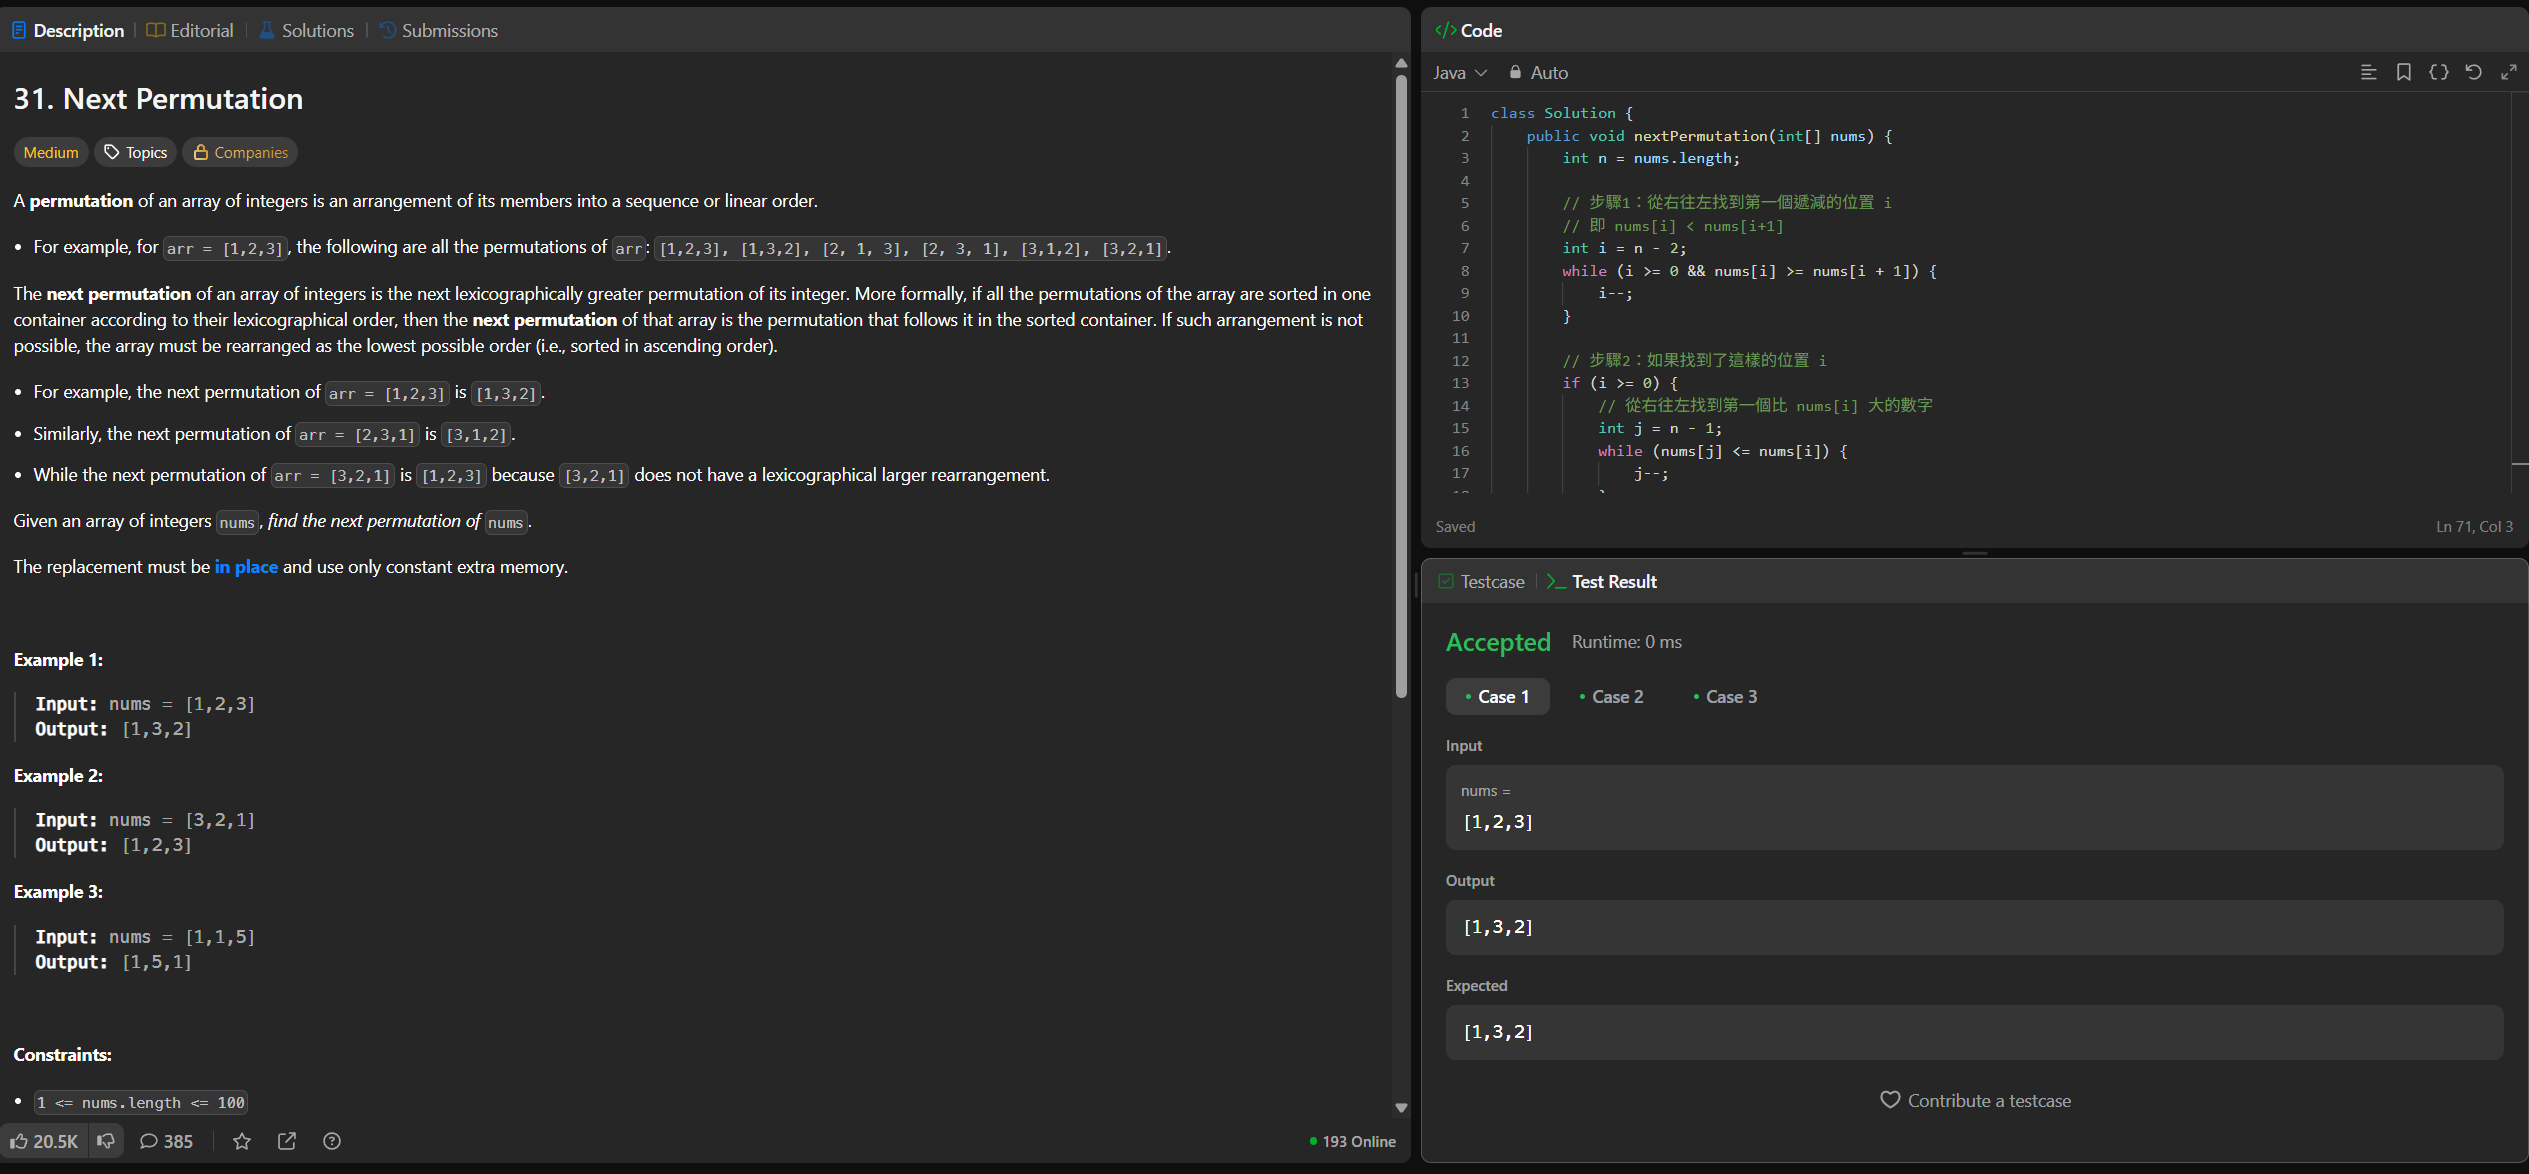 Description
Editorial
Solutions
Submissions
31. Next Permutation
Medium
Topics
Companies
A permutation of an array of integers is an arrangement of its members into a sequence or linear order.
• For example, for arr = [1,2,3], the following are all the permutations of arr: [1,2,3], [1,3,2], [2, 1, 3], [2, 3, 1], [3,1,2], [3,2,1].
The next permutation of an array of integers is the next lexicographically greater permutation of its integer. More formally, if all the permutations of the array are sorted in one
container according to their lexicographical order, then the next permutation of that array is the permutation that follows it in the sorted container. If such arrangement is not
possible, the array must be rearranged as the lowest possible order (i.e., sorted in ascending order).
• For example, the next permutation of arr = [1,2,3] is [1,3,2].
• Similarly, the next permutation of arr = [2,3,1] is [3,1,2].
• While the next permutation of arr = [3,2,1] is [1,2,3] because [3,2,1] does not have a lexicographical larger rearrangement.
Given an array of integers nums, find the next permutation of nums.
The replacement must be in place and use only constant extra memory.
Example 1:
Input: nums = [1,2,3]
Output: [1,3,2]
Example 2:
Input: nums = [3,2,1]
Output: [1,2,3]
Example 3:
Input: nums = [1,1,5]
Output: [1,5,1]
Constraints:
• 1 <= nums.length <= 100
20.5K
385
193 Online
</> Code
Java
Auto
1 class Solution {
2 public void nextPermutation(int[] nums) {
3 int n = nums.length;
4
5 // 步驟1：從右往左找到第一個遞減的位置 i
6 // 即 nums[i] < nums[i+1]
7 int i = n - 2;
8 while (i >= 0 && nums[i] >= nums[i + 1]) {
9 i--;
10 }
11
12 // 步驟2：如果找到了這樣的位置 i
13 if (i >= 0) {
14 // 從右往左找到第一個比 nums[i] 大的數字
15 int j = n - 1;
16 while (nums[j] <= nums[i]) {
17 j--;
Saved
Ln 71, Col 3
Testcase
Test Result
Accepted
Runtime: 0 ms
• Case 1
• Case 2
• Case 3
Input
nums =
[1,2,3]
Output
[1,3,2]
Expected
[1,3,2]
Contribute a testcase